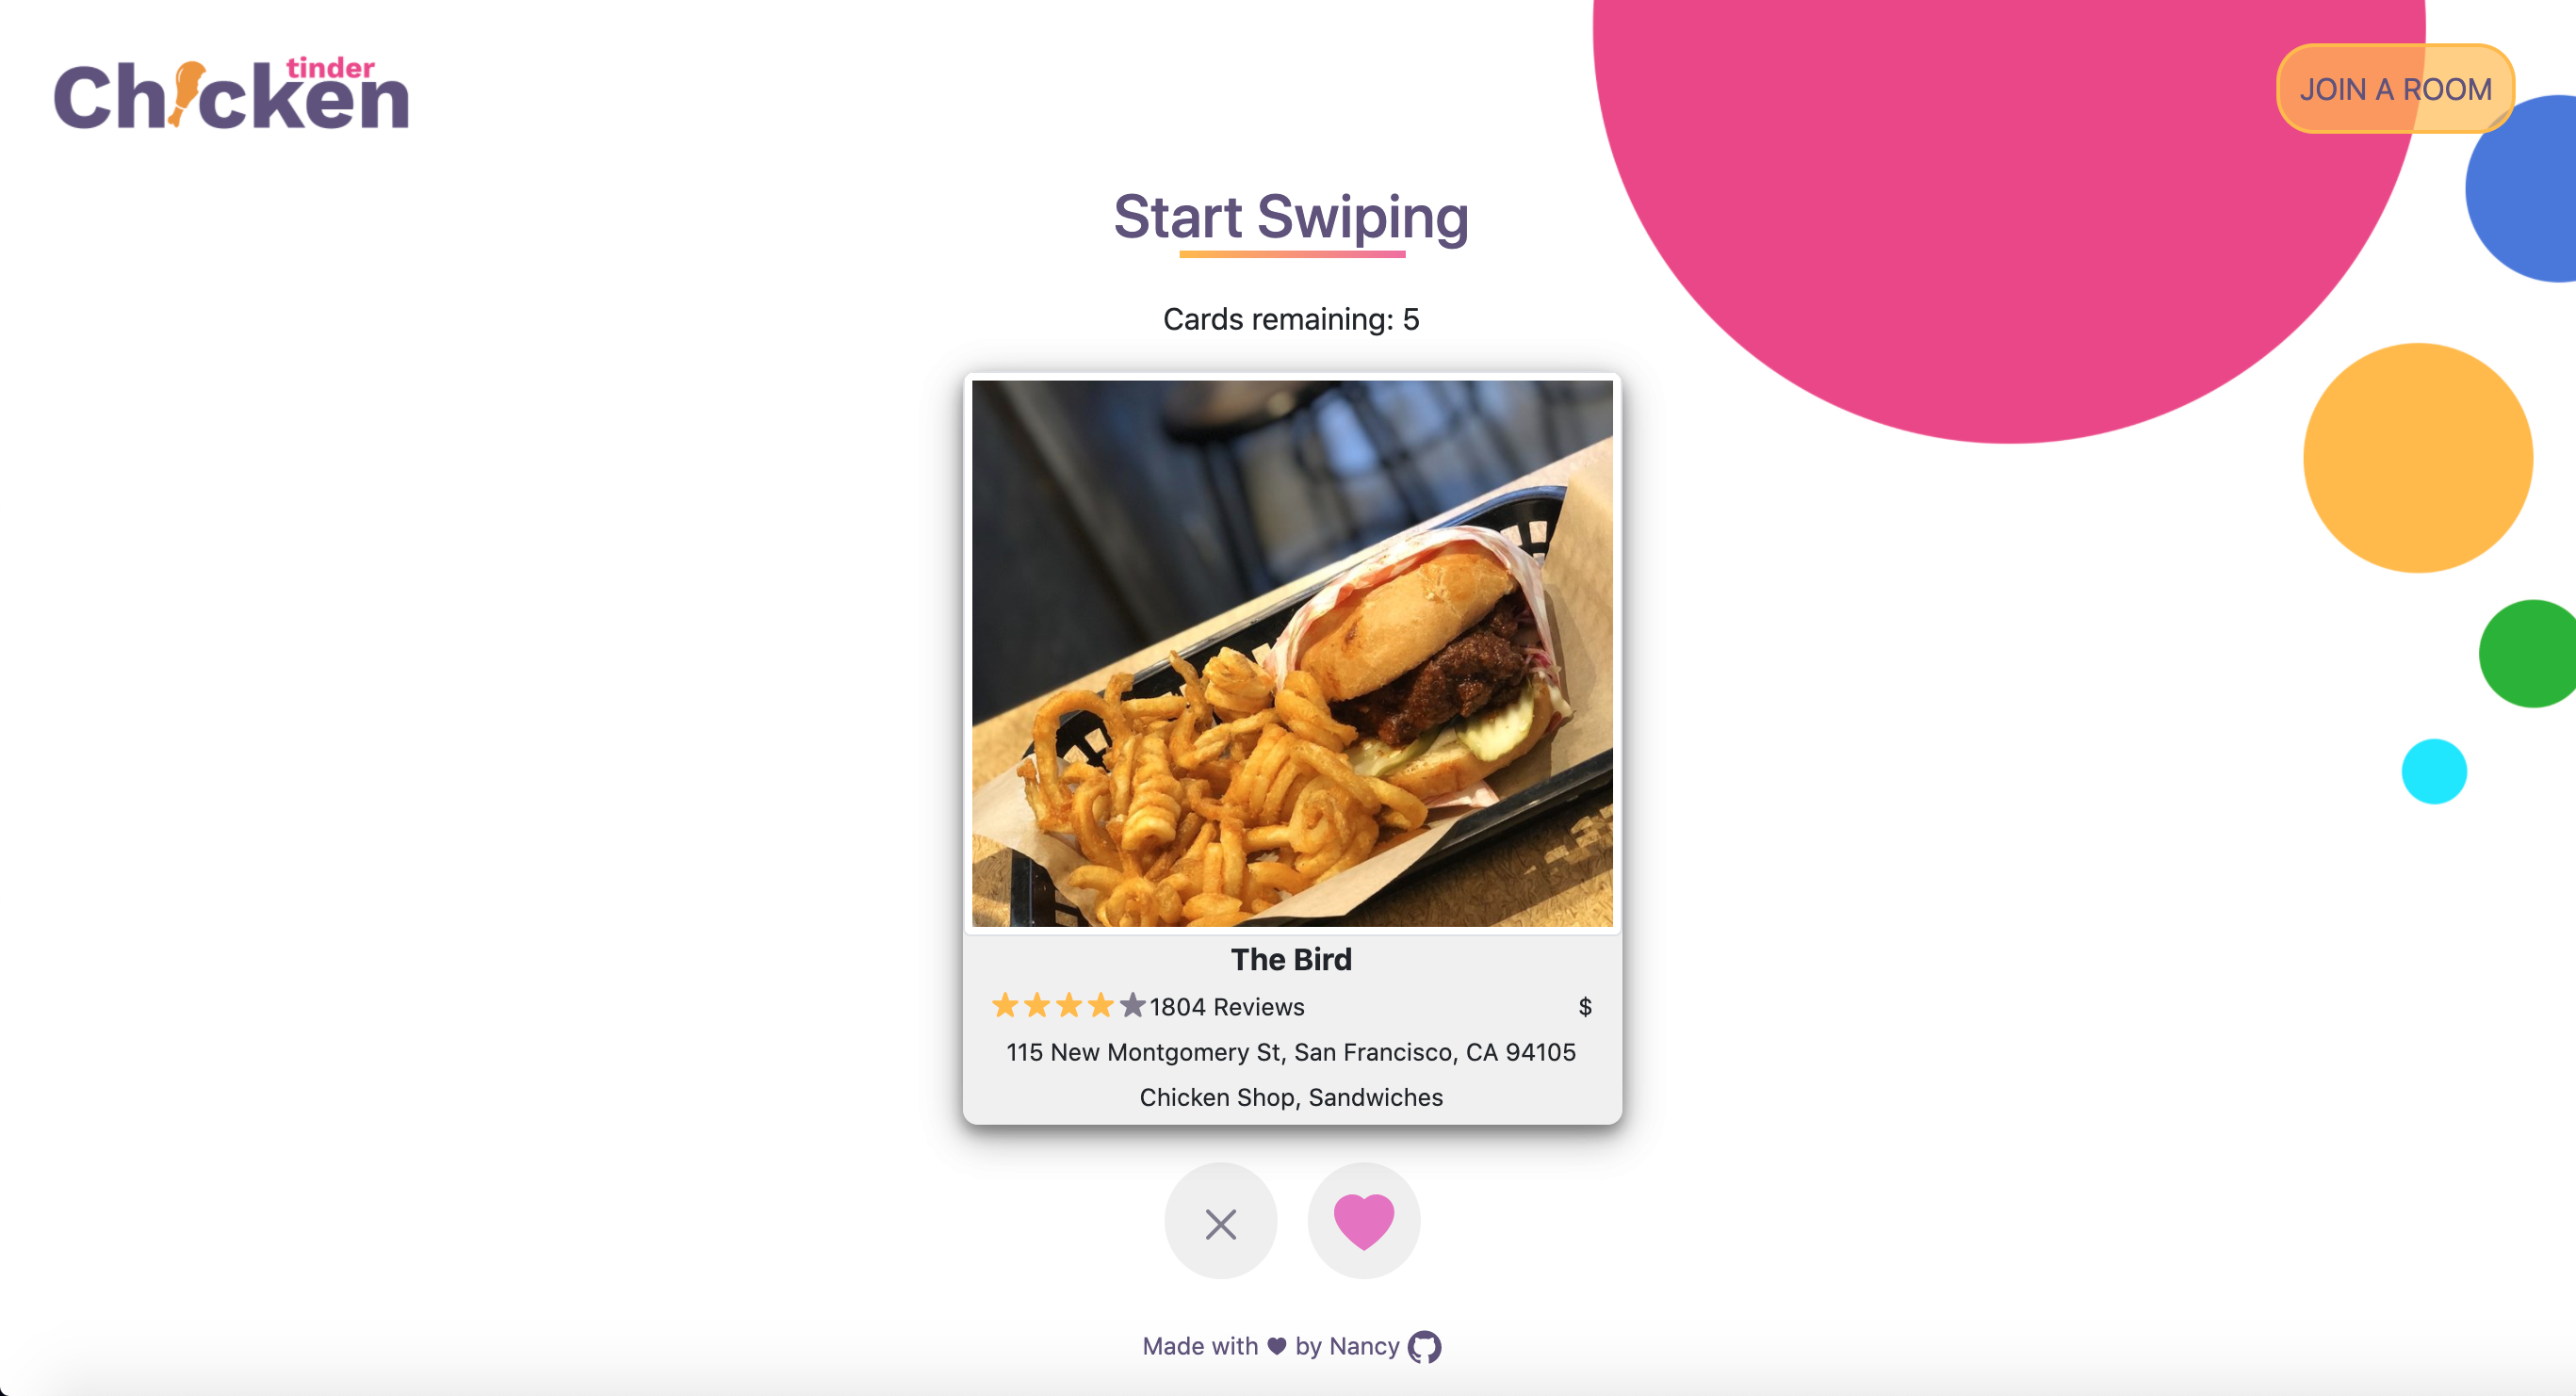 Chicken tinder
JOIN A ROOM
Start Swiping
Cards remaining: 5
The Bird
1804 Reviews $
115 New Montgomery St, San Francisco, CA 94105
Chicken Shop, Sandwiches
Made with ♥ by Nancy